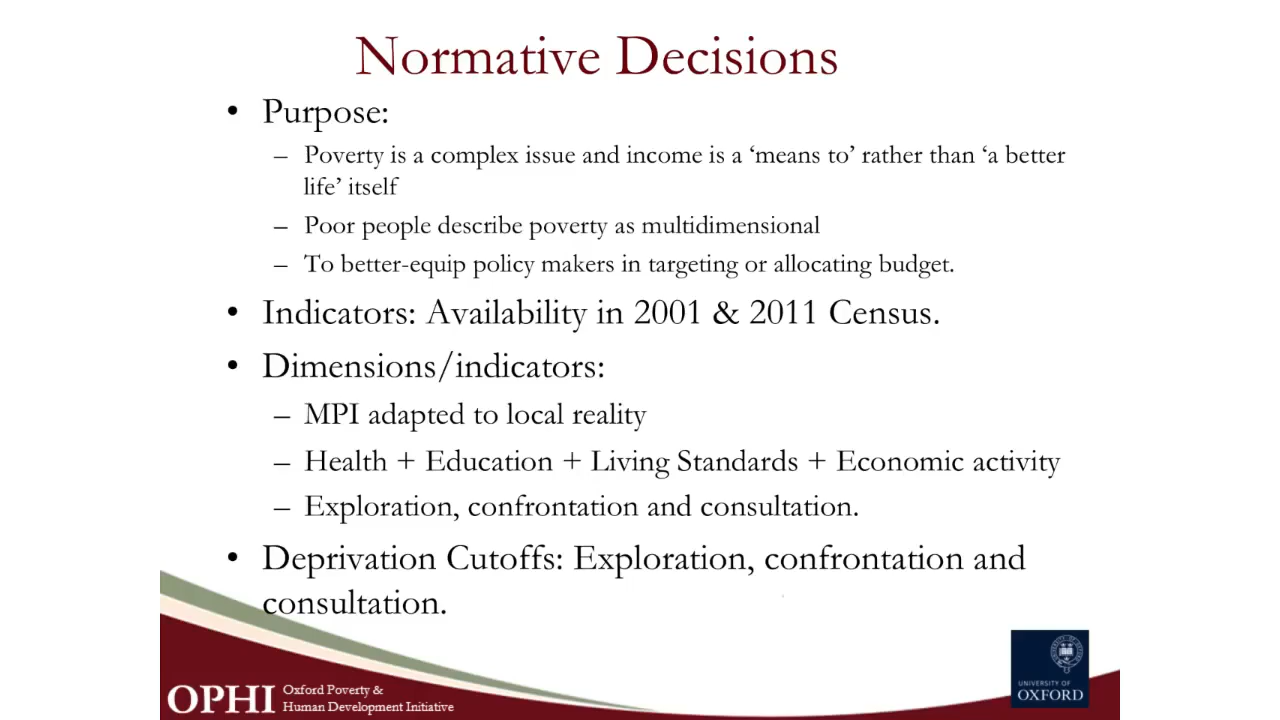 Normative Decisions
• Purpose:
– Poverty is a complex issue and income is a ‘means to’ rather than ‘a better
life’ itself
– Poor people describe poverty as multidimensional
– To better-equip policy makers in targeting or allocating budget.
• Indicators: Availability in 2001 & 2011 Census.
• Dimensions/indicators:
– MPI adapted to local reality
– Health + Education + Living Standards + Economic activity
– Exploration, confrontation and consultation.
• Deprivation Cutoffs: Exploration, confrontation and
consultation.
OPHI
Oxford Poverty &
Human Development Initiative
UNIVERSITY OF
OXFORD